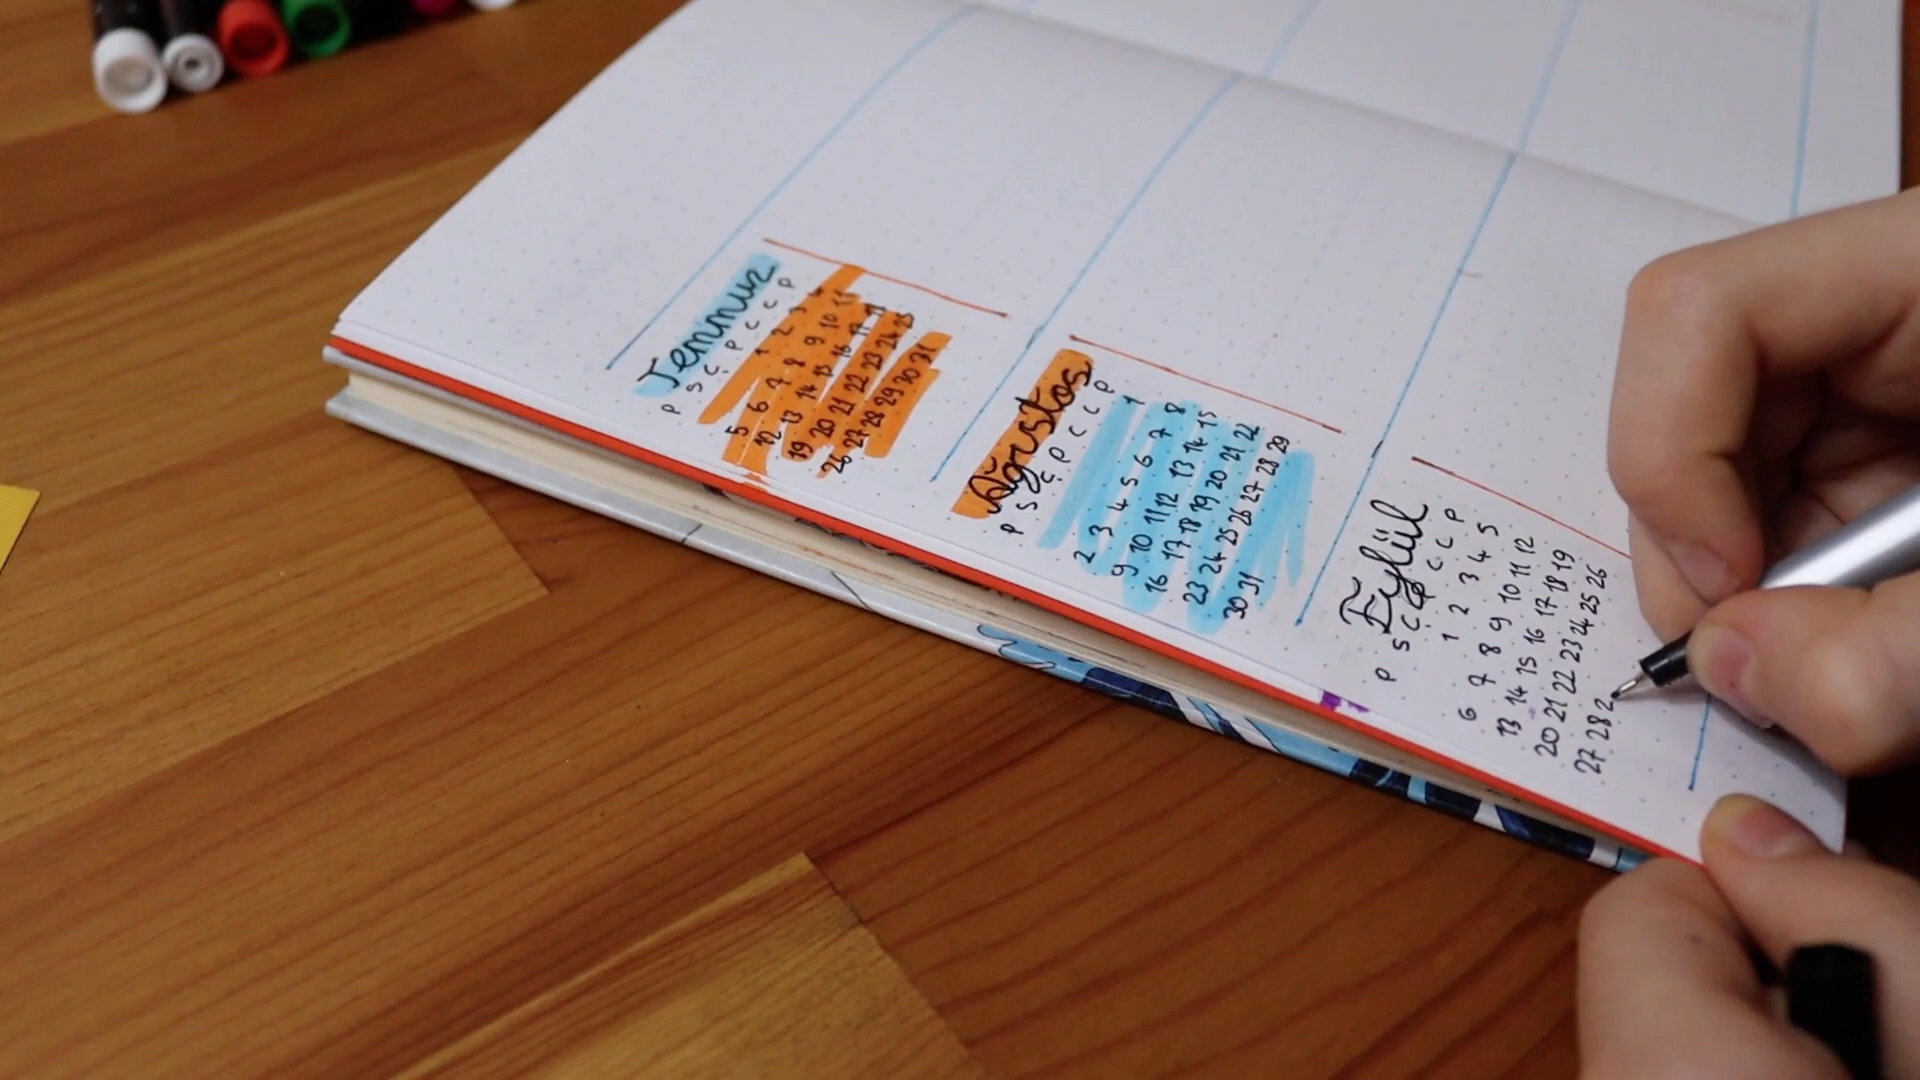 Temmuz
P S Ç P C C P
1 2 3 4
5 6 7 8 9 10 11
12 13 14 15 16 17 18
19 20 21 22 23 24 25
26 27 28 29 30 31
Ağustos
P S Ç P C C P
1
2 3 4 5 6 7 8
9 10 11 12 13 14 15
16 17 18 19 20 21 22
23 24 25 26 27 28 29
30 31
Eylül
P S Ç P C C P
1 2 3 4 5
6 7 8 9 10 11 12
13 14 15 16 17 18 19
20 21 22 23 24 25 26
27 28 2